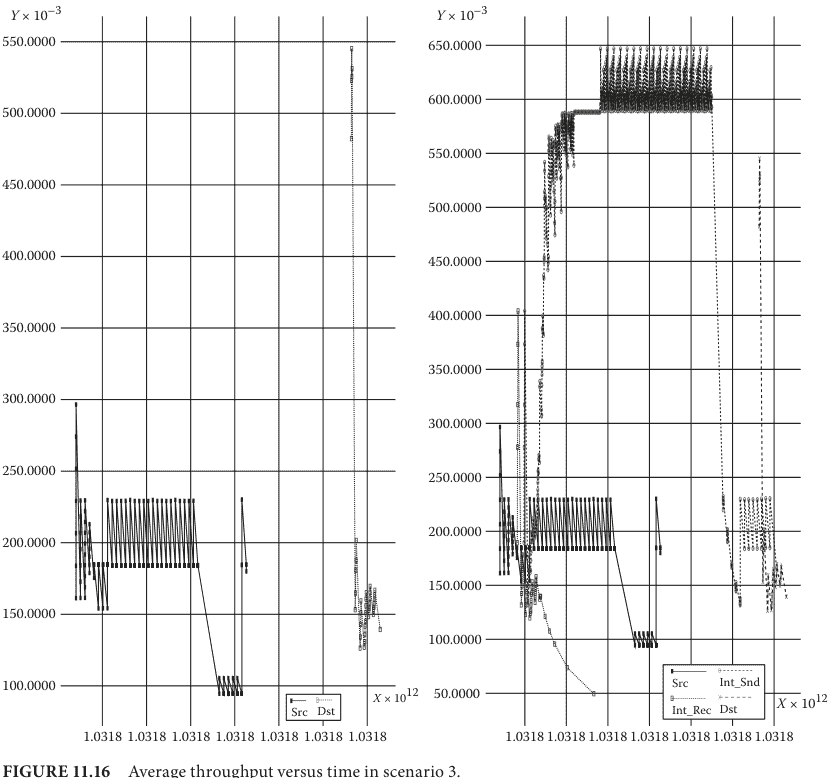 Y × 10⁻³
550.0000
500.0000
450.0000
400.0000
350.0000
300.0000
250.0000
200.0000
150.0000
100.0000
Src Dst
X × 10¹²
1.0318 1.0318 1.0318 1.0318 1.0318 1.0318 1.0318
Y × 10⁻³
650.0000
600.0000
550.0000
500.0000
450.0000
400.0000
350.0000
300.0000
250.0000
200.0000
150.0000
100.0000
50.0000
Src Int_Snd
Int_Rec Dst
X × 10¹²
1.0318 1.0318 1.0318 1.0318 1.0318 1.0318 1.0318
FIGURE 11.16 Average throughput versus time in scenario 3.